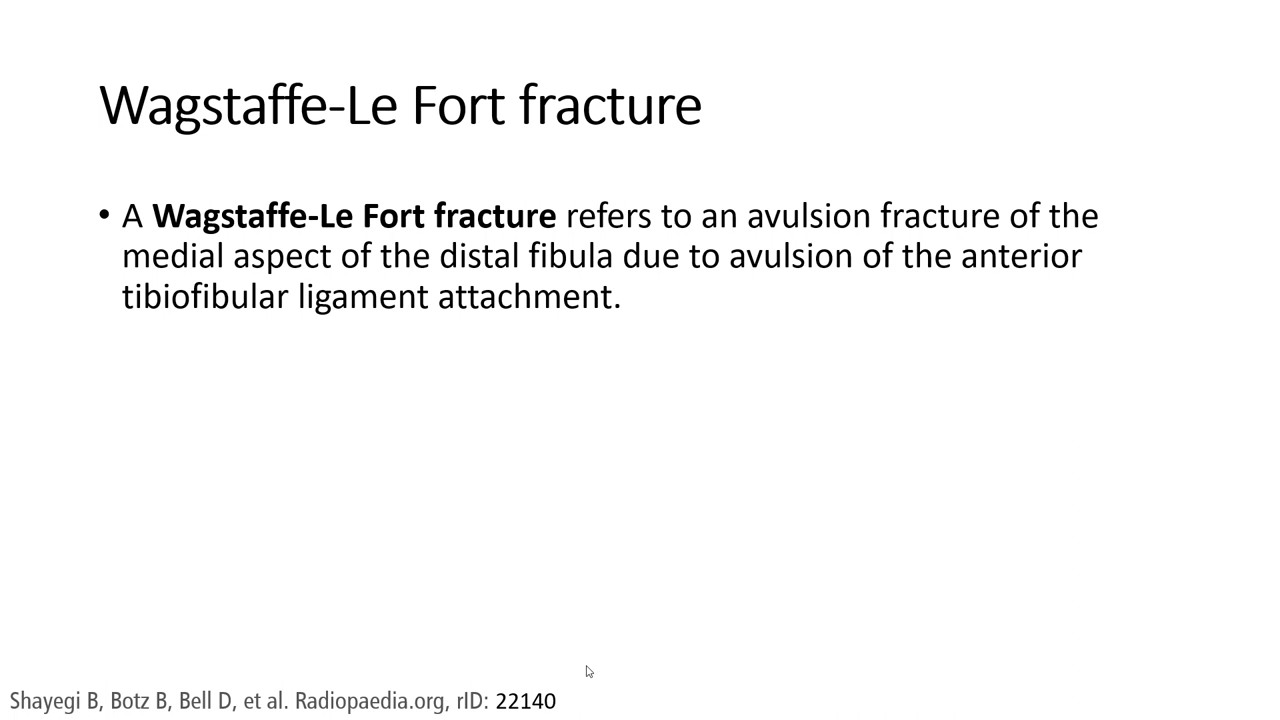 Wagstaffe-Le Fort fracture
• A Wagstaffe-Le Fort fracture refers to an avulsion fracture of the
medial aspect of the distal fibula due to avulsion of the anterior
tibiofibular ligament attachment.
Shayegi B, Botz B, Bell D, et al. Radiopaedia.org, rID: 22140